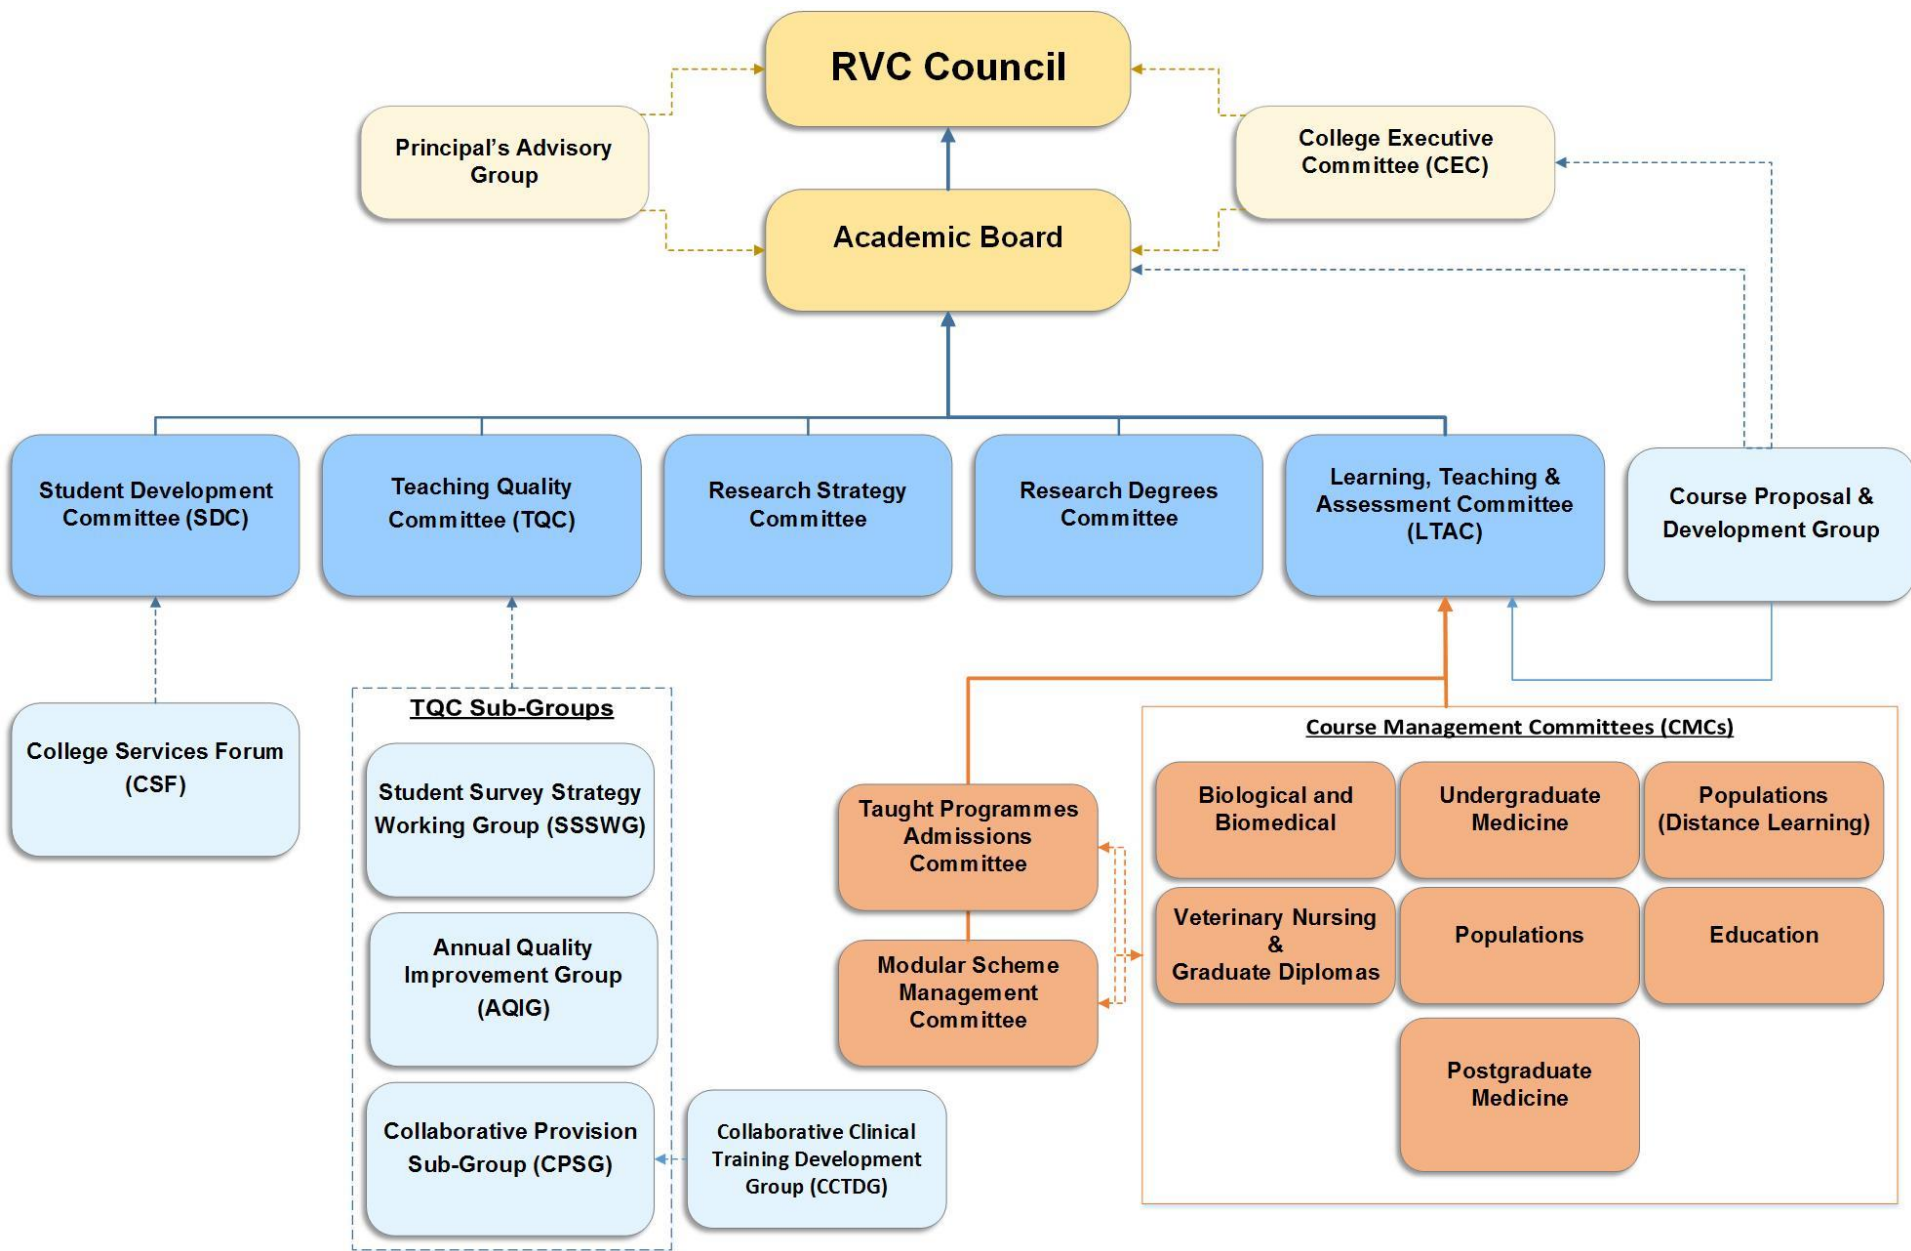 RVC Council
Principal’s Advisory
Group
College Executive
Committee (CEC)
Academic Board
Student Development
Committee (SDC)
Teaching Quality
Committee (TQC)
Research Strategy
Committee
Research Degrees
Committee
Learning, Teaching &
Assessment Committee
(LTAC)
Course Proposal &
Development Group
College Services Forum
(CSF)
TQC Sub-Groups
Student Survey Strategy
Working Group (SSSWG)
Annual Quality
Improvement Group
(AQIG)
Collaborative Provision
Sub-Group (CPSG)
Collaborative Clinical
Training Development
Group (CCTDG)
Taught Programmes
Admissions
Committee
Modular Scheme
Management
Committee
Course Management Committees (CMCs)
Biological and
Biomedical
Undergraduate
Medicine
Populations
(Distance Learning)
Veterinary Nursing
&
Graduate Diplomas
Populations
Education
Postgraduate
Medicine